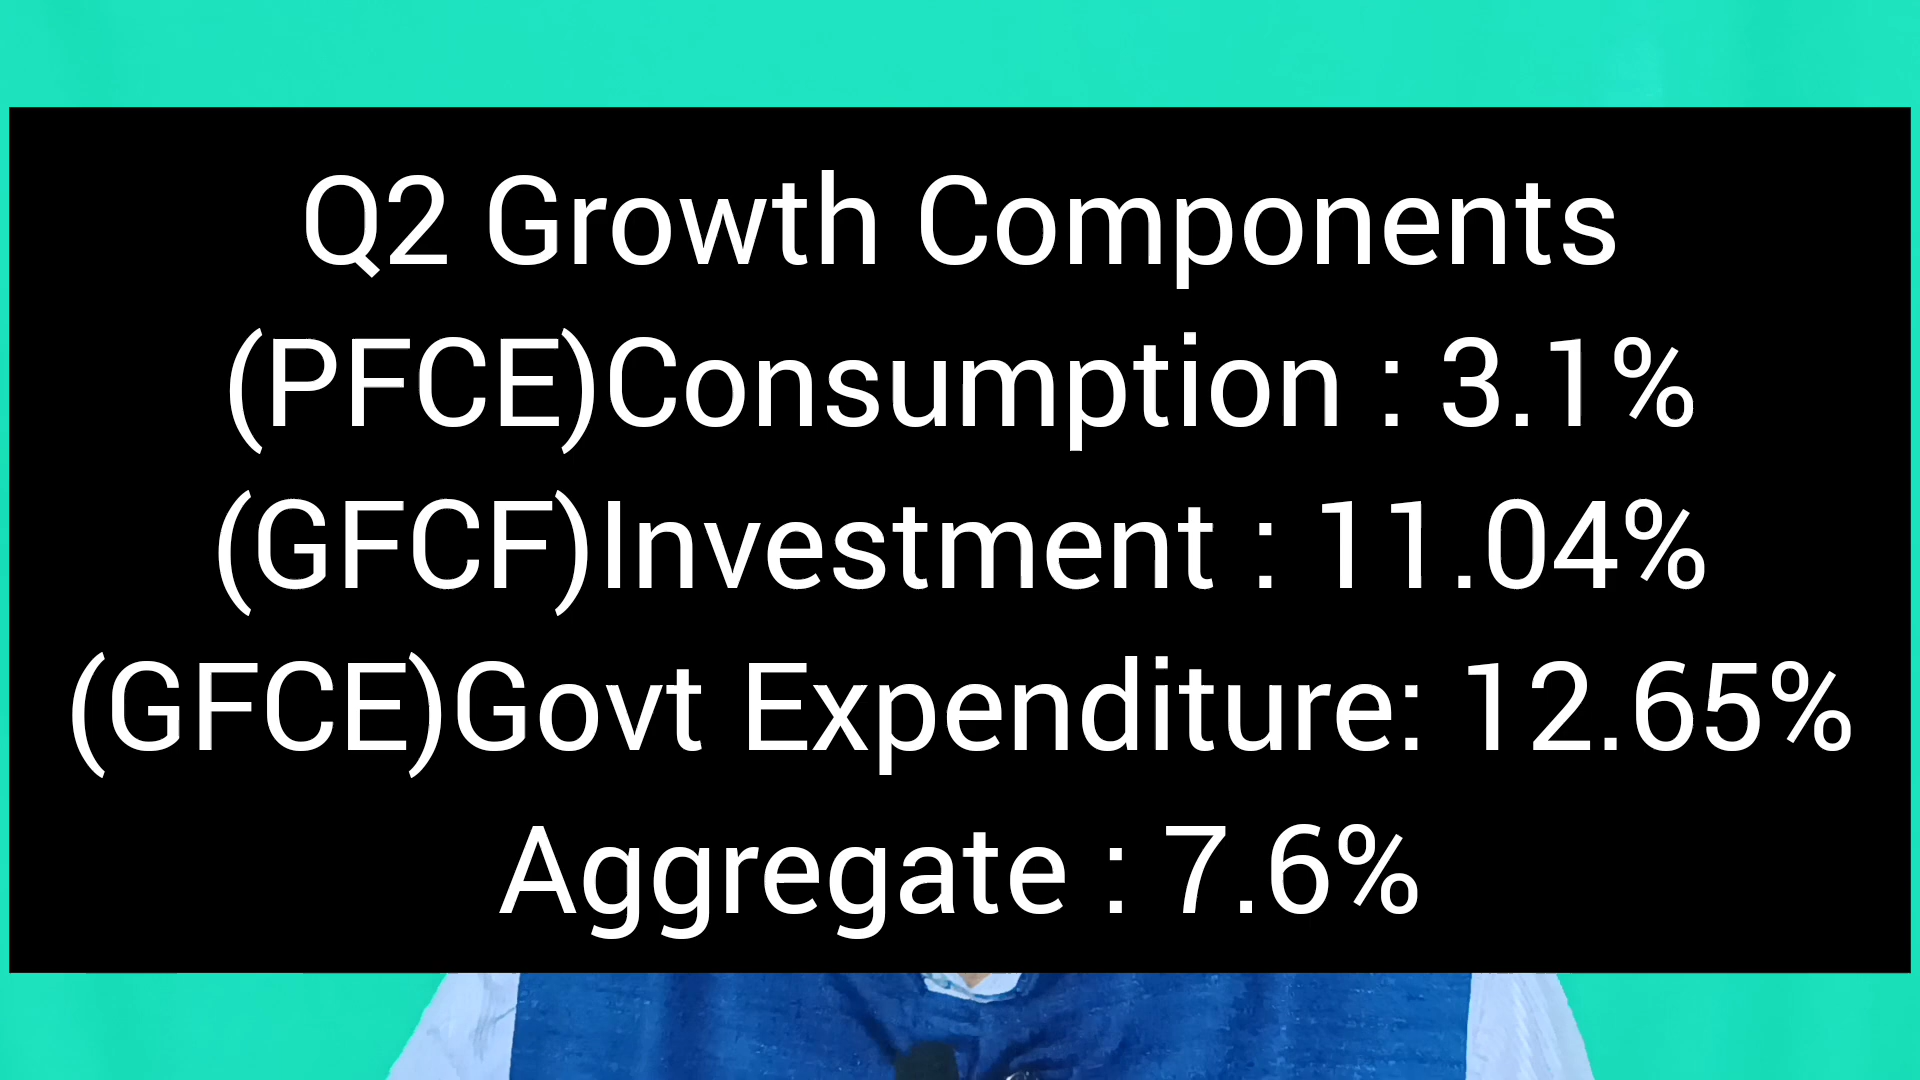 Q2 Growth Components
(PFCE)Consumption : 3.1%
(GFCF)Investment : 11.04%
(GFCE)Govt Expenditure: 12.65%
Aggregate : 7.6%